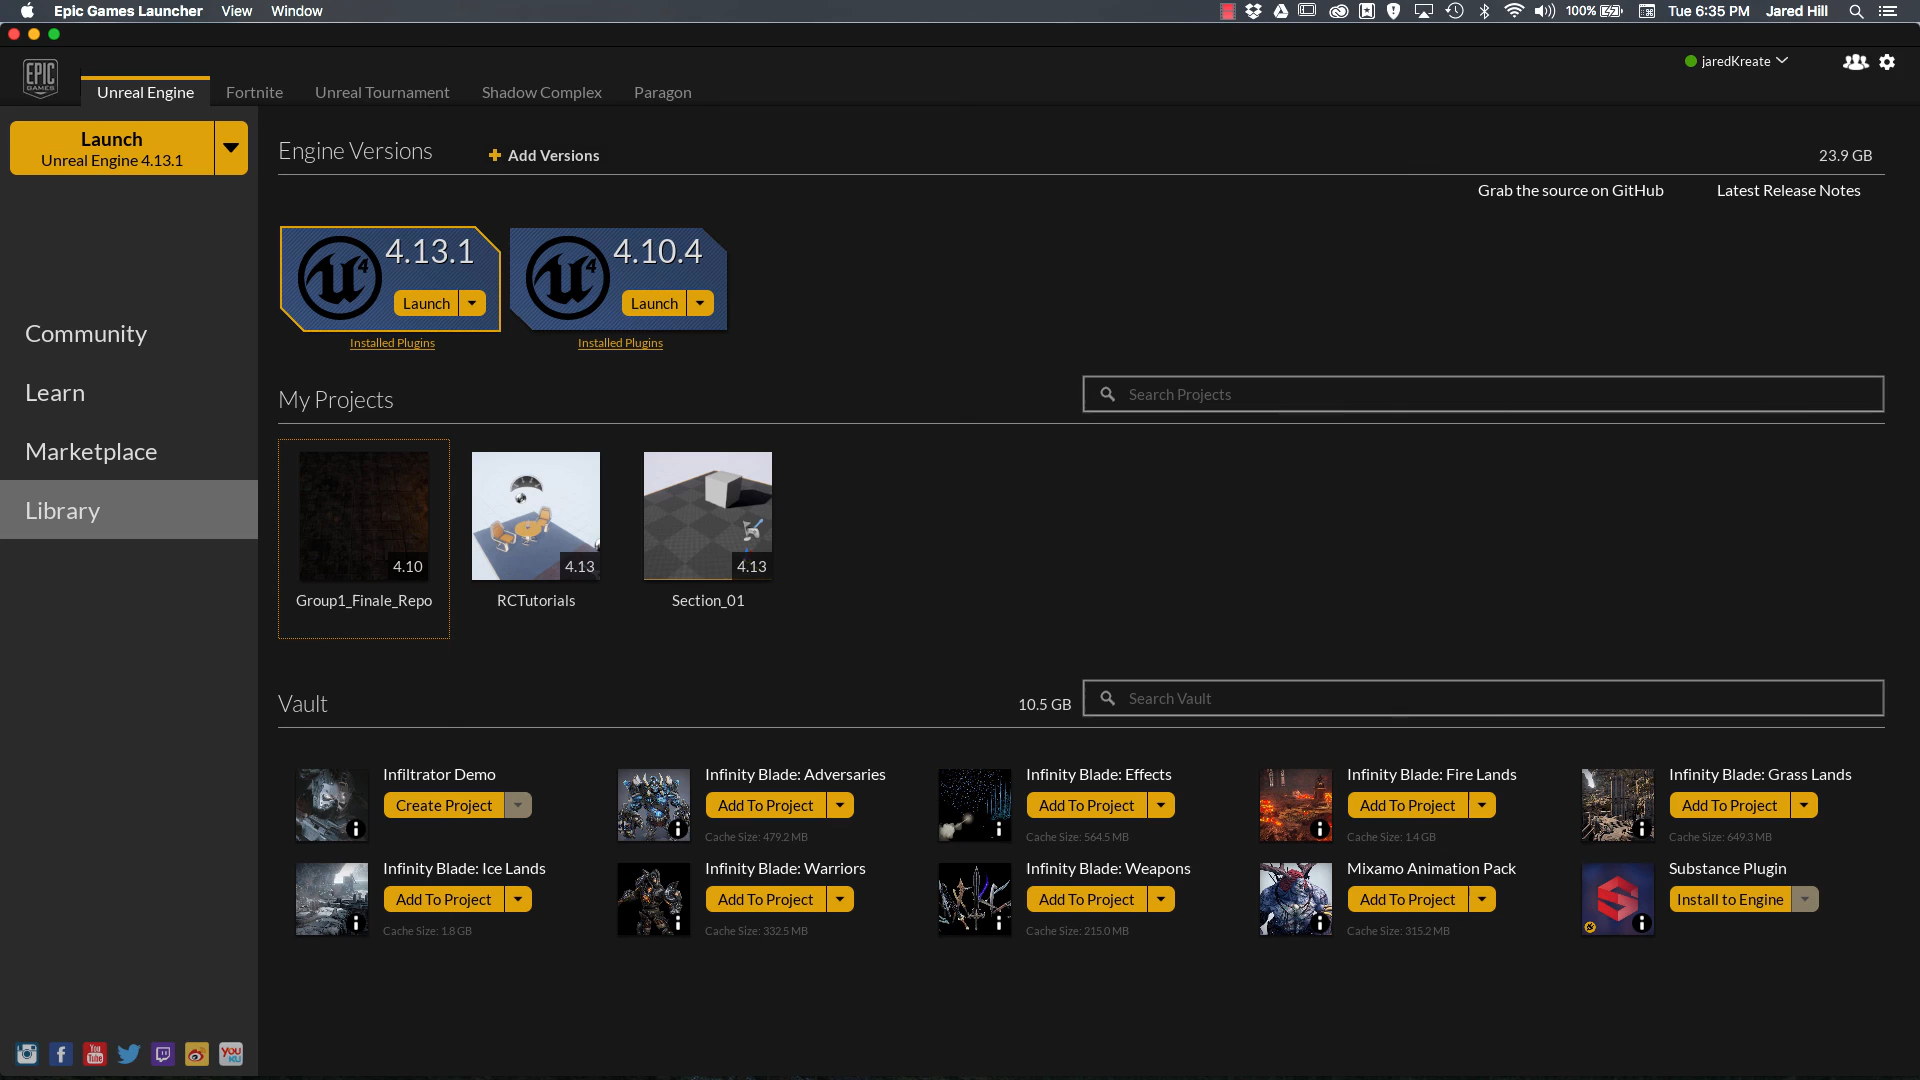 Epic Games Launcher View Window 100% Tue 6:35 PM Jared Hill
jaredKreate
EPIC
GAMES
Unreal Engine Fortnite Unreal Tournament Shadow Complex Paragon
Launch
Unreal Engine 4.13.1
Community
Learn
Marketplace
Library
Engine Versions Add Versions 23.9 GB
Grab the source on GitHub Latest Release Notes
4.13.1 4.10.4
Launch Launch
Installed Plugins Installed Plugins
My Projects Search Projects
4.10 4.13 4.13
Group1_Finale_Repo RCTutorials Section_01
Vault 10.5 GB Search Vault
Infiltrator Demo Infinity Blade: Adversaries Infinity Blade: Effects Infinity Blade: Fire Lands Infinity Blade: Grass Lands
Create Project Add To Project Add To Project Add To Project Add To Project
Cache Size: 479.2 MB Cache Size: 564.5 MB Cache Size: 1.4 GB Cache Size: 649.3 MB
Infinity Blade: Ice Lands Infinity Blade: Warriors Infinity Blade: Weapons Mixamo Animation Pack Substance Plugin
Add To Project Add To Project Add To Project Add To Project Install to Engine
Cache Size: 1.8 GB Cache Size: 332.5 MB Cache Size: 215.0 MB Cache Size: 315.2 MB
You Tube
YOU KU